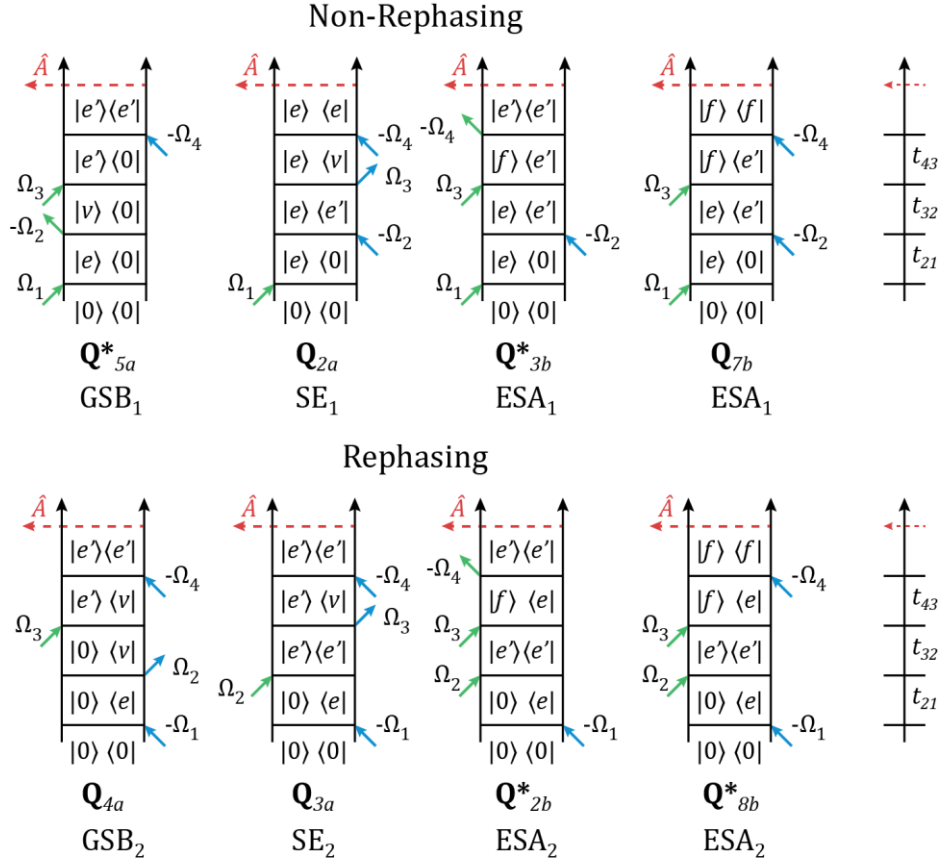 Non-Rephasing
Â Â Â Â
|e'⟩⟨e'| |e⟩ ⟨e| |e'⟩⟨e'| |f⟩ ⟨f|
-Ω4 -Ω4 -Ω4 -Ω4
|e'⟩ ⟨0| |e⟩ ⟨v| |f⟩ ⟨e'| |f⟩ ⟨e'| t43
Ω3 Ω3 Ω3 Ω3
|v⟩ ⟨0| |e⟩ ⟨e'| |e⟩ ⟨e'| |e⟩ ⟨e'| t32
-Ω2 -Ω2 -Ω2 -Ω2
|e⟩ ⟨0| |e⟩ ⟨0| |e⟩ ⟨0| |e⟩ ⟨0| t21
Ω1 Ω1 Ω1 Ω1
|0⟩ ⟨0| |0⟩ ⟨0| |0⟩ ⟨0| |0⟩ ⟨0|
Q*5a Q2a Q*3b Q7b
GSB1 SE1 ESA1 ESA1
Rephasing
Â Â Â Â
|e'⟩⟨e'| |e'⟩⟨e'| |e'⟩⟨e'| |f⟩ ⟨f|
-Ω4 -Ω4 -Ω4 -Ω4
|e'⟩ ⟨v| |e'⟩ ⟨v| |f⟩ ⟨e| |f⟩ ⟨e| t43
Ω3 Ω3 Ω3 Ω3
|0⟩ ⟨v| |e'⟩⟨e'| |e'⟩⟨e'| |e'⟩⟨e'| t32
Ω2 Ω2 Ω2 Ω2
|0⟩ ⟨e| |0⟩ ⟨e| |0⟩ ⟨e| |0⟩ ⟨e| t21
-Ω1 -Ω1 -Ω1 -Ω1
|0⟩ ⟨0| |0⟩ ⟨0| |0⟩ ⟨0| |0⟩ ⟨0|
Q4a Q3a Q*2b Q*8b
GSB2 SE2 ESA2 ESA2